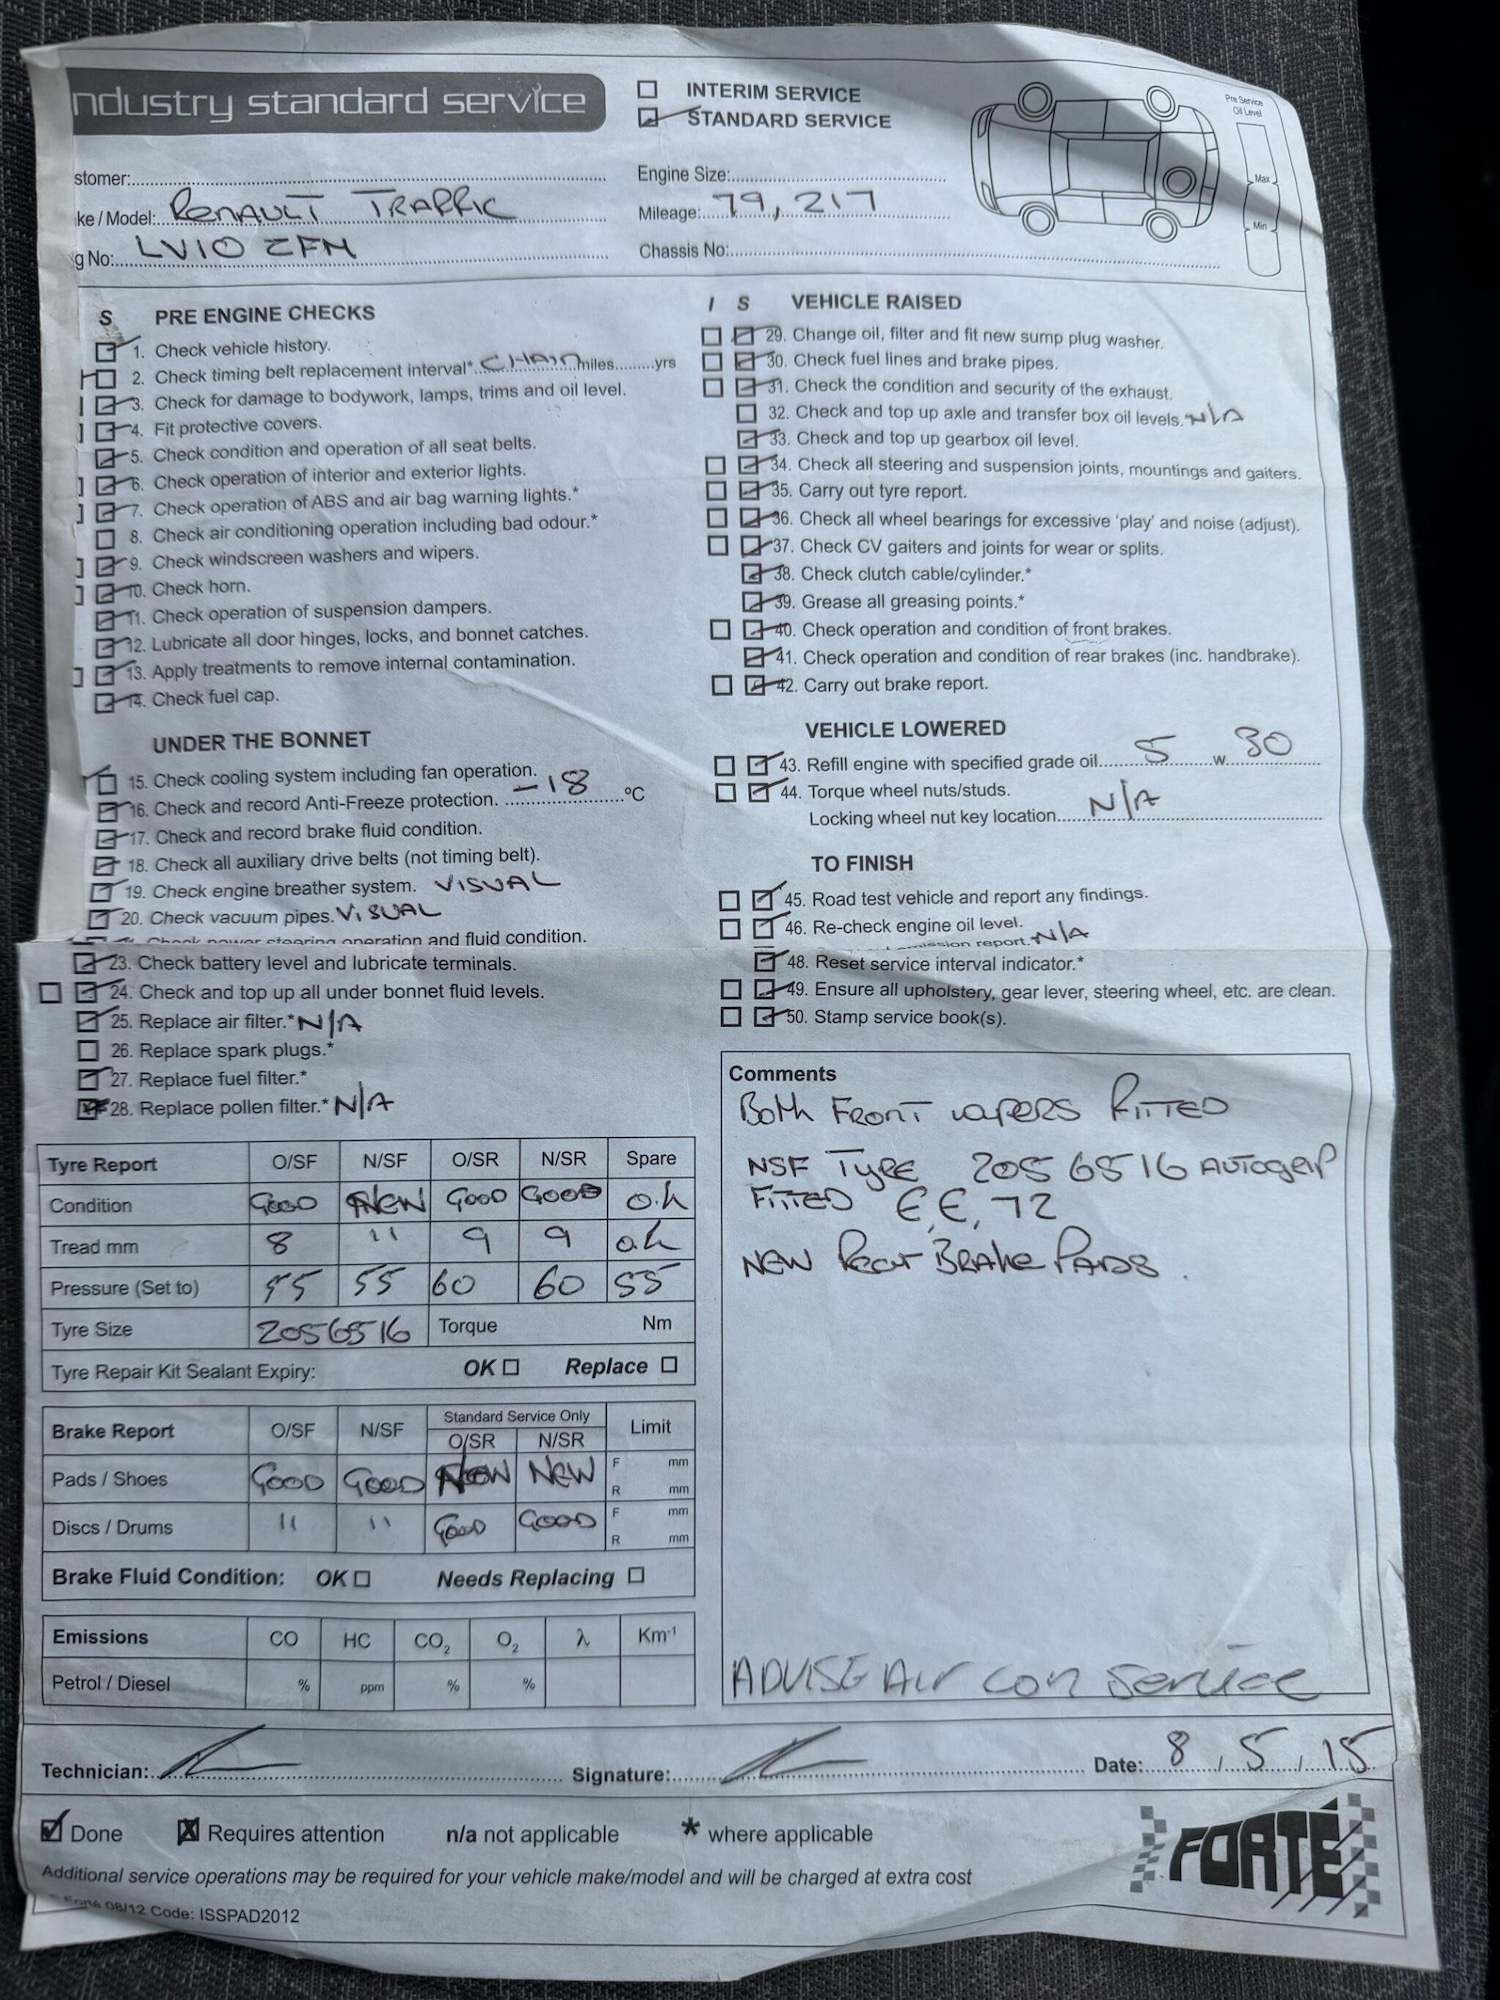 ndustry standard service
INTERIM SERVICE
STANDARD SERVICE
Pre Service
Oil Level
Max
Min
stomer:
Engine Size:
ke / Model: RENAULT TRAFFIC
Mileage: 79,217
g No: LV10 ZFM
Chassis No:
S PRE ENGINE CHECKS
1. Check vehicle history.
2. Check timing belt replacement interval* CHAIN miles.........yrs
3. Check for damage to bodywork, lamps, trims and oil level.
4. Fit protective covers.
5. Check condition and operation of all seat belts.
6. Check operation of interior and exterior lights.
7. Check operation of ABS and air bag warning lights.*
8. Check air conditioning operation including bad odour.*
9. Check windscreen washers and wipers.
10. Check horn.
11. Check operation of suspension dampers.
12. Lubricate all door hinges, locks, and bonnet catches.
13. Apply treatments to remove internal contamination.
14. Check fuel cap.
UNDER THE BONNET
15. Check cooling system including fan operation.
16. Check and record Anti-Freeze protection. -18 °C
17. Check and record brake fluid condition.
18. Check all auxiliary drive belts (not timing belt).
19. Check engine breather system. VISUAL
20. Check vacuum pipes. VISUAL
Check power steering operation and fluid condition.
23. Check battery level and lubricate terminals.
24. Check and top up all under bonnet fluid levels.
25. Replace air filter.* N/A
26. Replace spark plugs.*
27. Replace fuel filter.*
28. Replace pollen filter.* N/A
I S VEHICLE RAISED
29. Change oil, filter and fit new sump plug washer.
30. Check fuel lines and brake pipes.
31. Check the condition and security of the exhaust.
32. Check and top up axle and transfer box oil levels. N/A
33. Check and top up gearbox oil level.
34. Check all steering and suspension joints, mountings and gaiters.
35. Carry out tyre report.
36. Check all wheel bearings for excessive 'play' and noise (adjust).
37. Check CV gaiters and joints for wear or splits.
38. Check clutch cable/cylinder.*
39. Grease all greasing points.*
40. Check operation and condition of front brakes.
41. Check operation and condition of rear brakes (inc. handbrake).
42. Carry out brake report.
VEHICLE LOWERED
43. Refill engine with specified grade oil 5 w 30
44. Torque wheel nuts/studs.
Locking wheel nut key location N/A
TO FINISH
45. Road test vehicle and report any findings.
46. Re-check engine oil level.
emission report. N/A
48. Reset service interval indicator.*
49. Ensure all upholstery, gear lever, steering wheel, etc. are clean.
50. Stamp service book(s).
Tyre Report O/SF N/SF O/SR N/SR Spare
Condition GOOD NEW GOOD GOOD o.k
Tread mm 8 11 9 9 o.k
Pressure (Set to) 55 55 60 60 55
Tyre Size 2056516 Torque Nm
Tyre Repair Kit Sealant Expiry: OK Replace
Brake Report O/SF N/SF Standard Service Only Limit
O/SR N/SR
Pads / Shoes GOOD GOOD NEW NEW F mm
R mm
Discs / Drums 11 11 GOOD GOOD F mm
R mm
Brake Fluid Condition: OK Needs Replacing
Emissions CO HC CO2 O2 λ Km-1
Petrol / Diesel % ppm % %
Comments
BOTH FRONT WIPERS FITTED
NSF TYRE 2056516 AUTOGRIP
FITTED E,E,72
NEW REAR BRAKE PADS.
ADVISE Air con Service
Technician:
Signature:
Date: 8/5/15
Done
Requires attention
n/a not applicable
* where applicable
Additional service operations may be required for your vehicle make/model and will be charged at extra cost
© Forté 08/12 Code: ISSPAD2012
FORTÉ